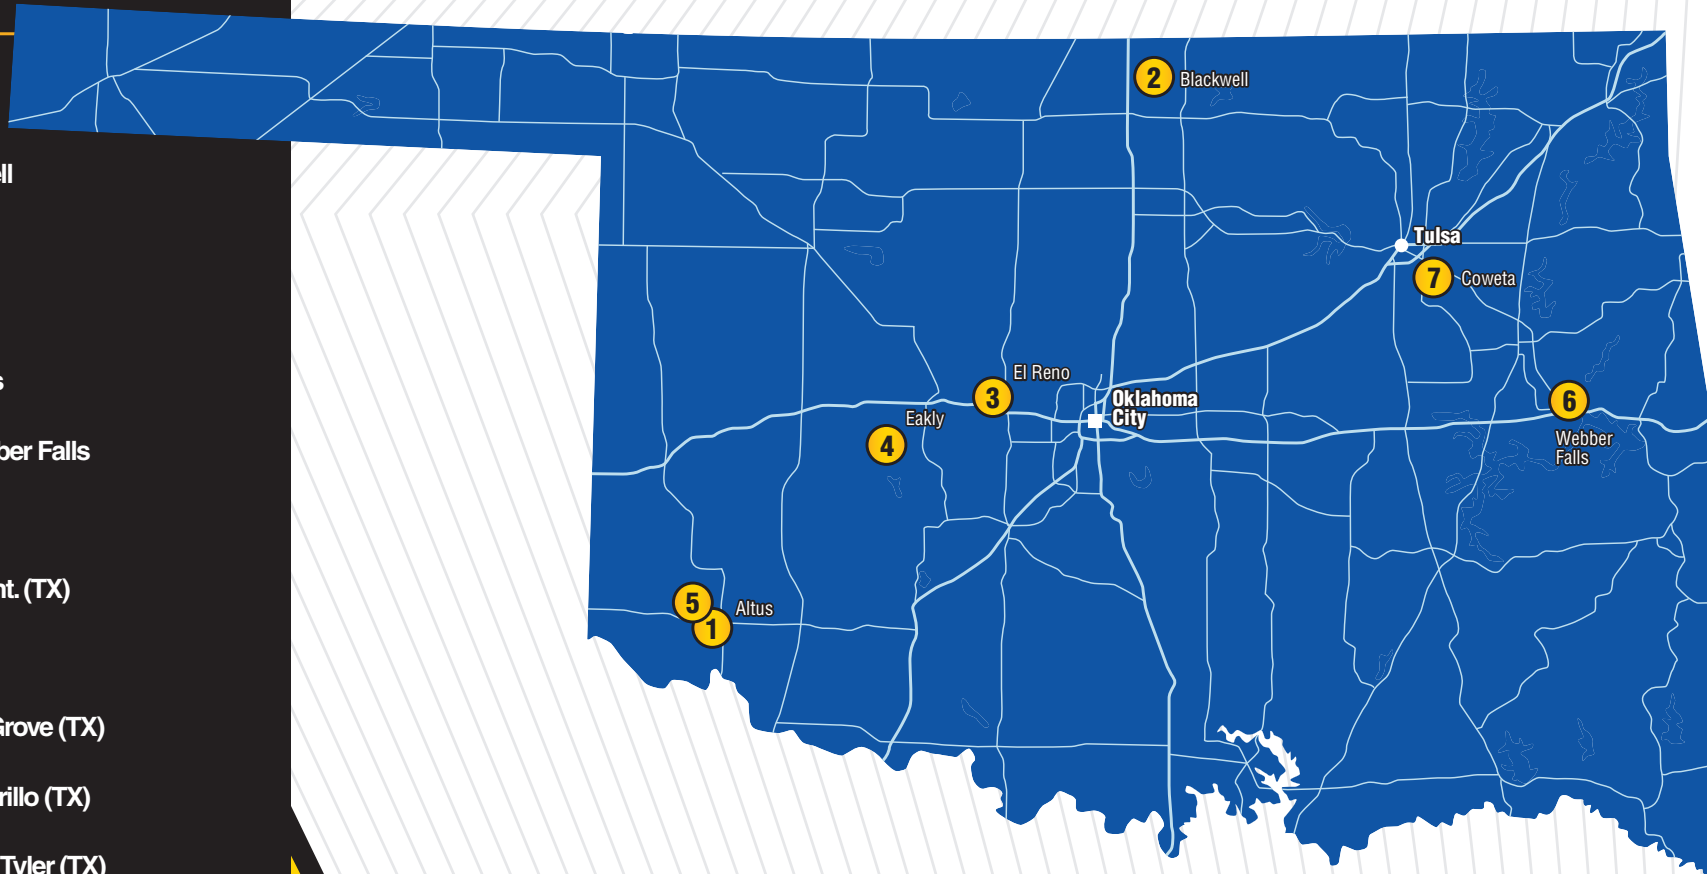 ll
s
ber Falls
nt. (TX)
Grove (TX)
rillo (TX)
Tyler (TX)
2 Blackwell
Tulsa
7 Coweta
El Reno
3
Oklahoma
City
Eakly
4
6
Webber
Falls
5
Altus
1